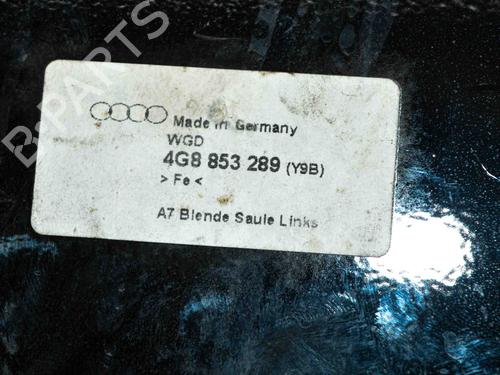 B-PARTS
Made in Germany
WGD
4G8 853 289 (Y9B)
> Fe <
A7 Blende Saule Links